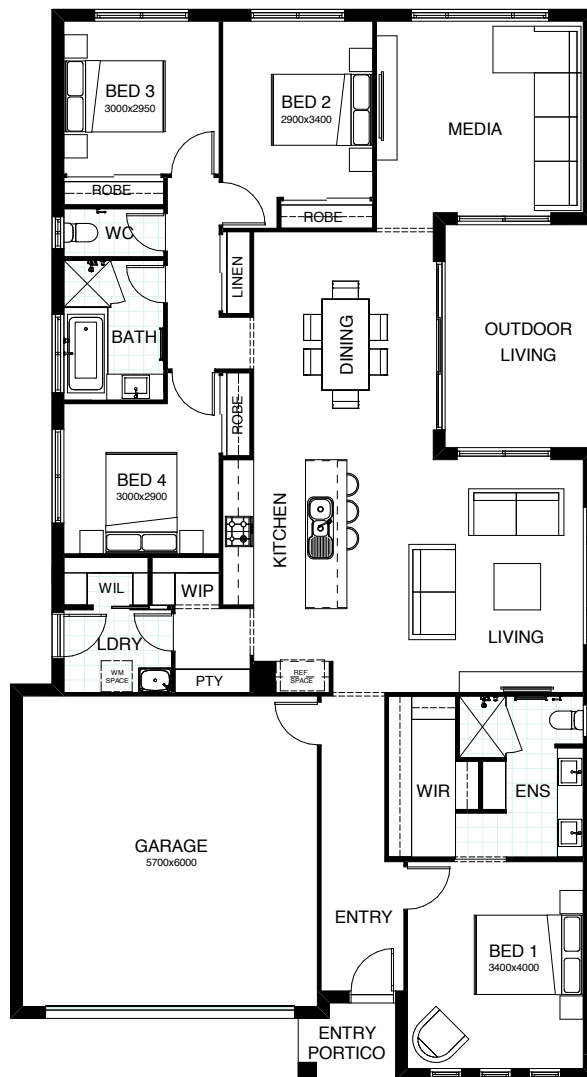 BED 3
3000x2950
BED 2
2900x3400
MEDIA
ROBE
ROBE
WC
LINEN
BATH
DINING
OUTDOOR
LIVING
ROBE
BED 4
3000x2900
KITCHEN
WIL
WIP
LDRY
LIVING
WM
SPACE
PTY
REF
SPACE
WIR
ENS
GARAGE
5700x6000
ENTRY
BED 1
3400x4000
ENTRY
PORTICO